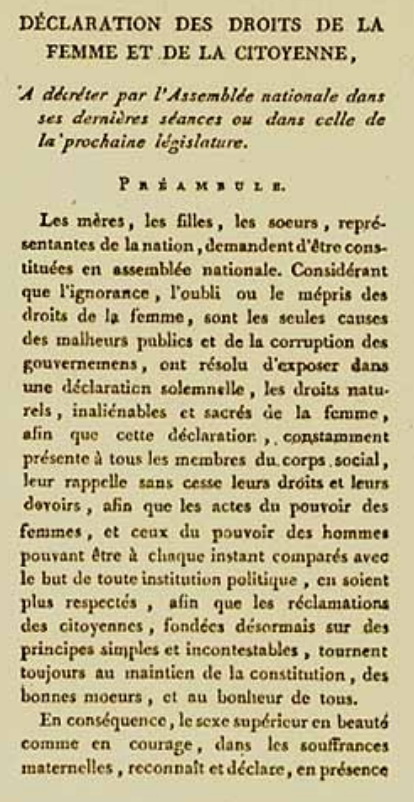 DÉCLARATION DES DROITS DE LA
FEMME ET DE LA CITOYENNE,
A décréter par l'Assemblée nationale dans
ses dernières séances ou dans celle de
la prochaine législature.
PRÉAMBULE.
Les mères, les filles, les soeurs, repré-
sentantes de la nation, demandent d'être cons-
tituées en assemblée nationale. Considérant
que l'ignorance, l'oubli ou le mépris des
droits de la femme, sont les seules causes
des malheurs publics et de la corruption des
gouvernemens, ont résolu d'exposer dans
une déclaration solemnelle, les droits natu-
rels, inaliénables et sacrés de la femme,
afin que cette déclaration, constamment
présente à tous les membres du corps social,
leur rappelle sans cesse leurs droits et leurs
devoirs, afin que les actes du pouvoir des
femmes, et ceux du pouvoir des hommes
pouvant être à chaque instant comparés avec
le but de toute institution politique, en soient
plus respectés, afin que les réclamations
des citoyennes, fondées désormais sur des
principes simples et incontestables, tournent
toujours au maintien de la constitution, des
bonnes moeurs, et au bonheur de tous.
En conséquence, le sexe supérieur en beauté
comme en courage, dans les souffrances
maternelles, reconnaît et déclare, en présence